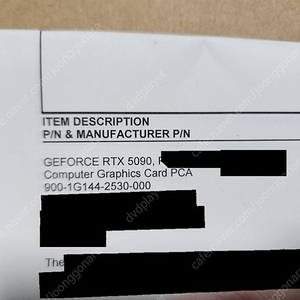 ITEM DESCRIPTION
P/N & MANUFACTURER P/N
GEFORCE RTX 5090,
Computer Graphics Card PCA
900-1G144-2530-000
The